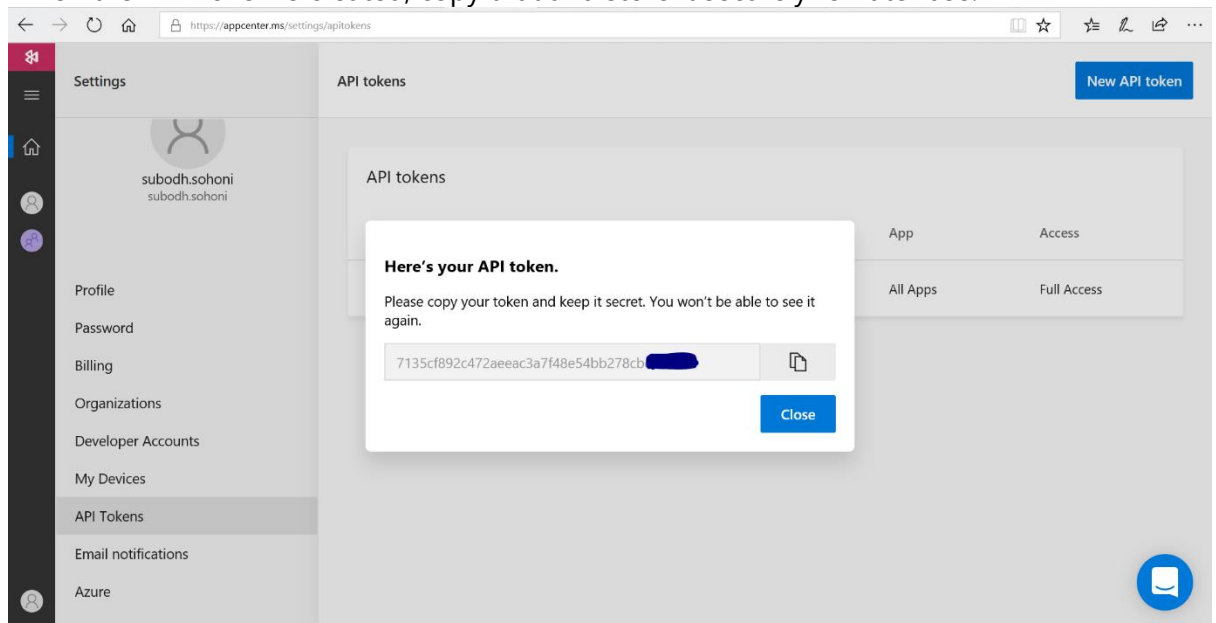 https://appcenter.ms/settings/apitokens
Settings
API tokens
New API token
subodh.sohoni
subodh.sohoni
API tokens
App
Access
Here's your API token.
Please copy your token and keep it secret. You won't be able to see it
again.
All Apps
Full Access
7135cf892c472aeeac3a7f48e54bb278cb
Close
Profile
Password
Billing
Organizations
Developer Accounts
My Devices
API Tokens
Email notifications
Azure